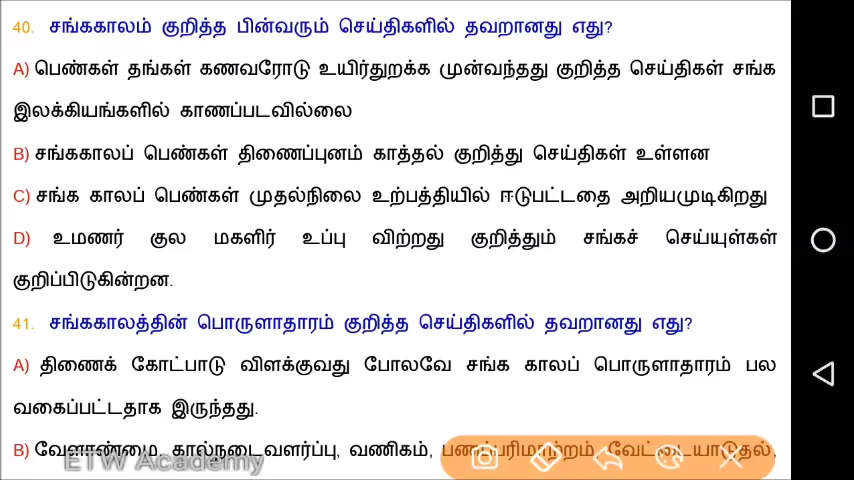 40. சங்ககாலம் குறித்த பின்வரும் செய்திகளில் தவறானது எது?
A) பெண்கள் தங்கள் கணவரோடு உயிர்துறக்க முன்வந்தது குறித்த செய்திகள் சங்க
இலக்கியங்களில் காணப்படவில்லை
B) சங்ககாலப் பெண்கள் திணைப்புனம் காத்தல் குறித்து செய்திகள் உள்ளன
C) சங்க காலப் பெண்கள் முதல்நிலை உற்பத்தியில் ஈடுபட்டதை அறியமுடிகிறது
D) உமணர் குல மகளிர் உப்பு விற்றது குறித்தும் சங்கச் செய்யுள்கள்
குறிப்பிடுகின்றன.
41. சங்ககாலத்தின் பொருளாதாரம் குறித்த செய்திகளில் தவறானது எது?
A) திணைக் கோட்பாடு விளக்குவது போலவே சங்க காலப் பொருளாதாரம் பல
வகைப்பட்டதாக இருந்தது.
B) வேளாண்மை, கால்நடைவளர்ப்பு, வணிகம், பணப்பரிமாற்றம், வேட்டையாடுதல்,
ETW Academy